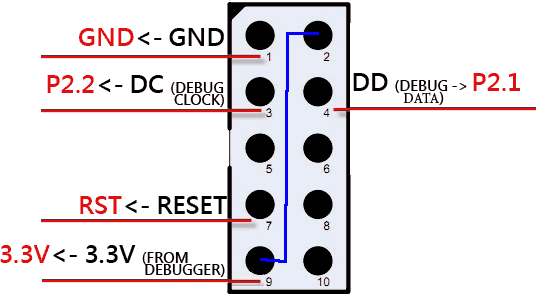 GND<- GND
1
2
P2.2<- DC (DEBUG
CLOCK)
DD (DEBUG -> P2.1
DATA)
3
4
5
6
RST<- RESET
7
8
3.3V<- 3.3V (FROM
DEBUGGER)
9
10